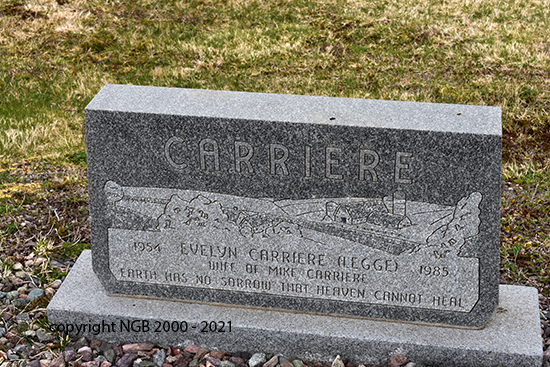 CARRIERE
1954 EVELYN CARRIERE (LEGGE) 1985
WIFE OF MIKE CARRIERE
EARTH HAS NO SORROW THAT HEAVEN CANNOT HEAL
copyright NGB 2000 - 2021